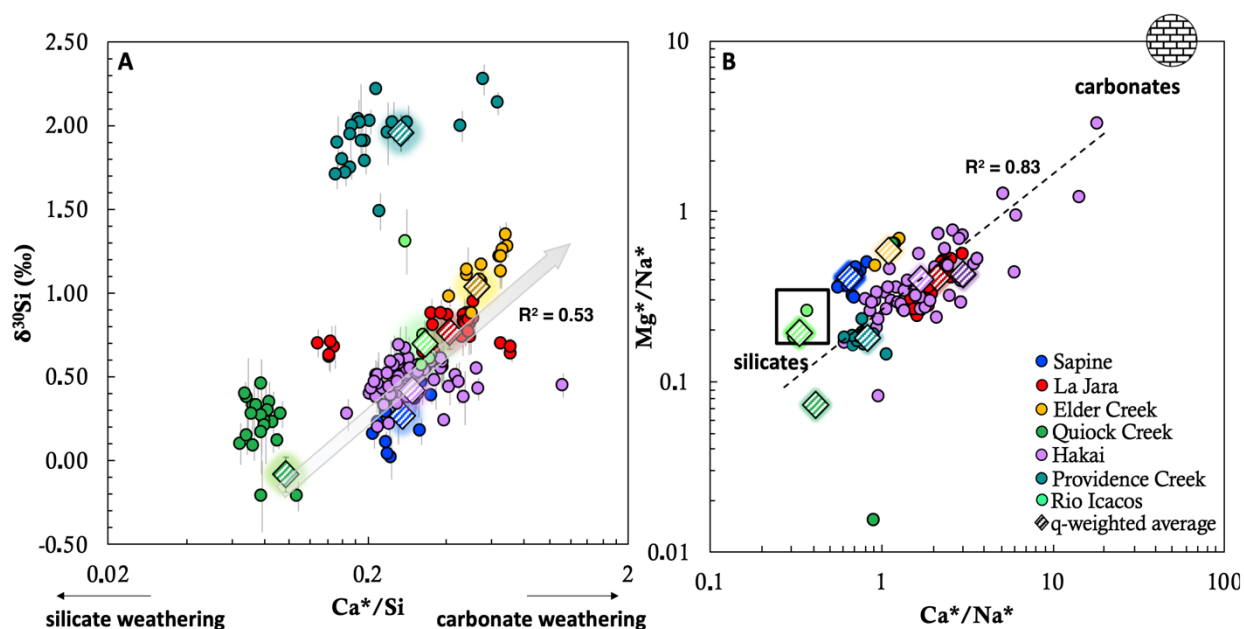 A
δ³⁰Si (‰)
2.50
2.00
1.50
1.00
0.50
0.00
-0.50
R² = 0.53
0.02
0.2
2
Ca*/Si
silicate weathering
carbonate weathering
B
Mg*/Na*
10
1
0.1
0.01
carbonates
R² = 0.83
silicates
Sapine
La Jara
Elder Creek
Quiock Creek
Hakai
Providence Creek
Rio Icacos
q-weighted average
0.1
1
10
100
Ca*/Na*